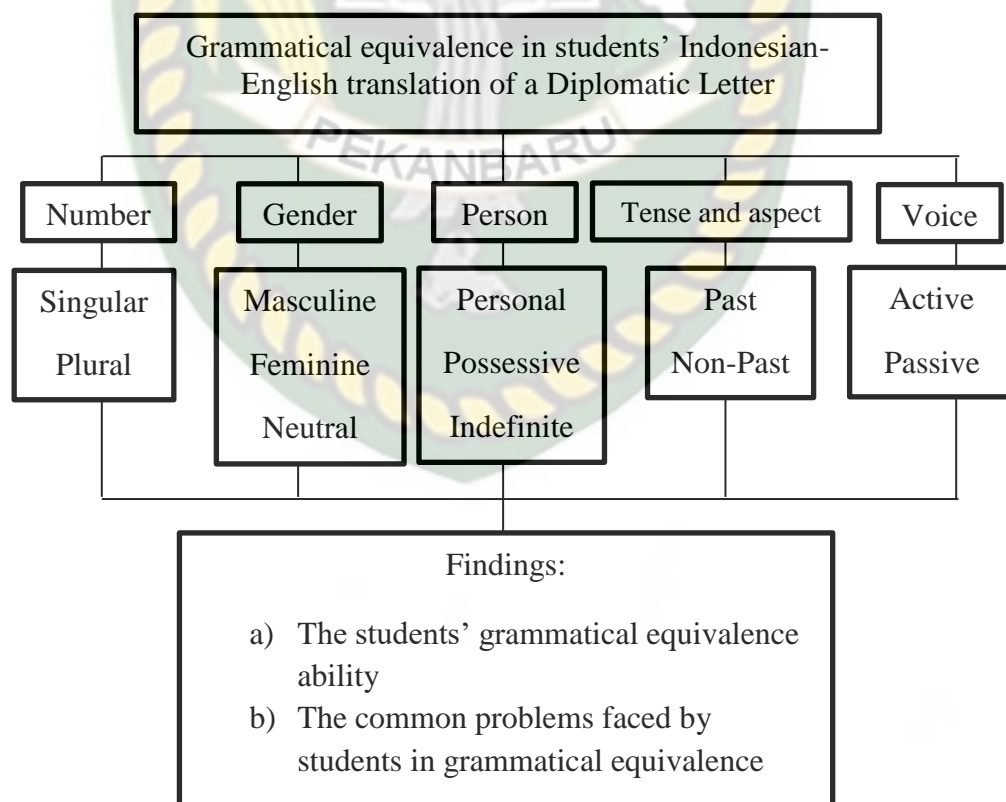 Grammatical equivalence in students’ Indonesian-
English translation of a Diplomatic Letter
PEKANBARU
Number
Gender
Person
Tense and aspect
Voice
Singular
Plural
Masculine
Feminine
Neutral
Personal
Possessive
Indefinite
Past
Non-Past
Active
Passive
Findings:
a) The students’ grammatical equivalence
ability
b) The common problems faced by
students in grammatical equivalence